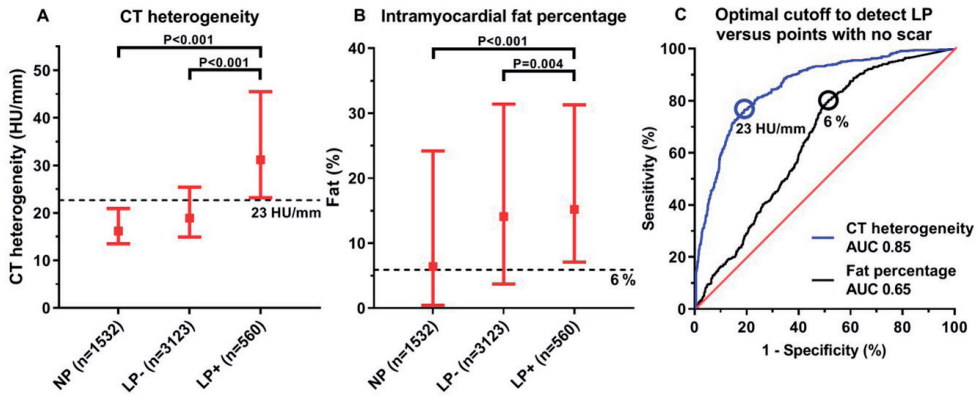 A
CT heterogeneity
P<0.001
P<0.001
CT heterogeneity (HU/mm)
50
40
30
20
10
0
23 HU/mm
NP (n=1532)
LP- (n=3123)
LP+ (n=560)
B
Intramyocardial fat percentage
P<0.001
P=0.004
Fat (%)
40
30
20
10
0
6 %
NP (n=1532)
LP- (n=3123)
LP+ (n=560)
C
Optimal cutoff to detect LP
versus points with no scar
Sensitivity (%)
100
80
60
40
20
0
23 HU/mm
6 %
CT heterogeneity
AUC 0.85
Fat percentage
AUC 0.65
0
20
40
60
80
100
1 - Specificity (%)